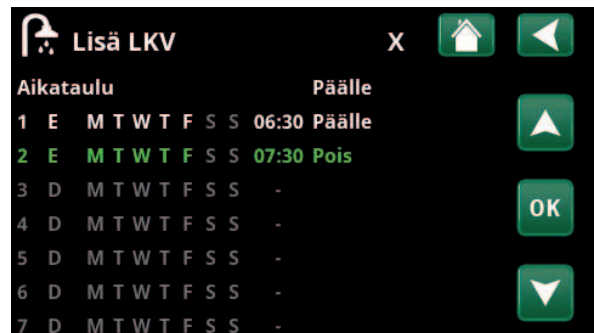 Lisä LKV X
Aikataulu Päälle
1 E M T W T F S S 06:30 Päälle
2 E M T W T F S S 07:30 Pois
3 D M T W T F S S -
4 D M T W T F S S -
OK
5 D M T W T F S S -
6 D M T W T F S S -
7 D M T W T F S S -